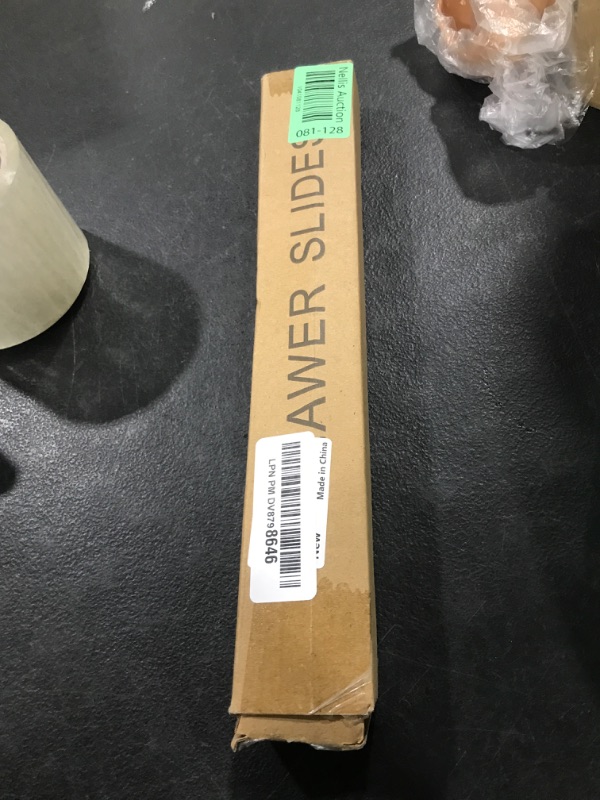 Nellis Auction
081-128
AWER SLIDES
Made in China
LPN PM DV8798646